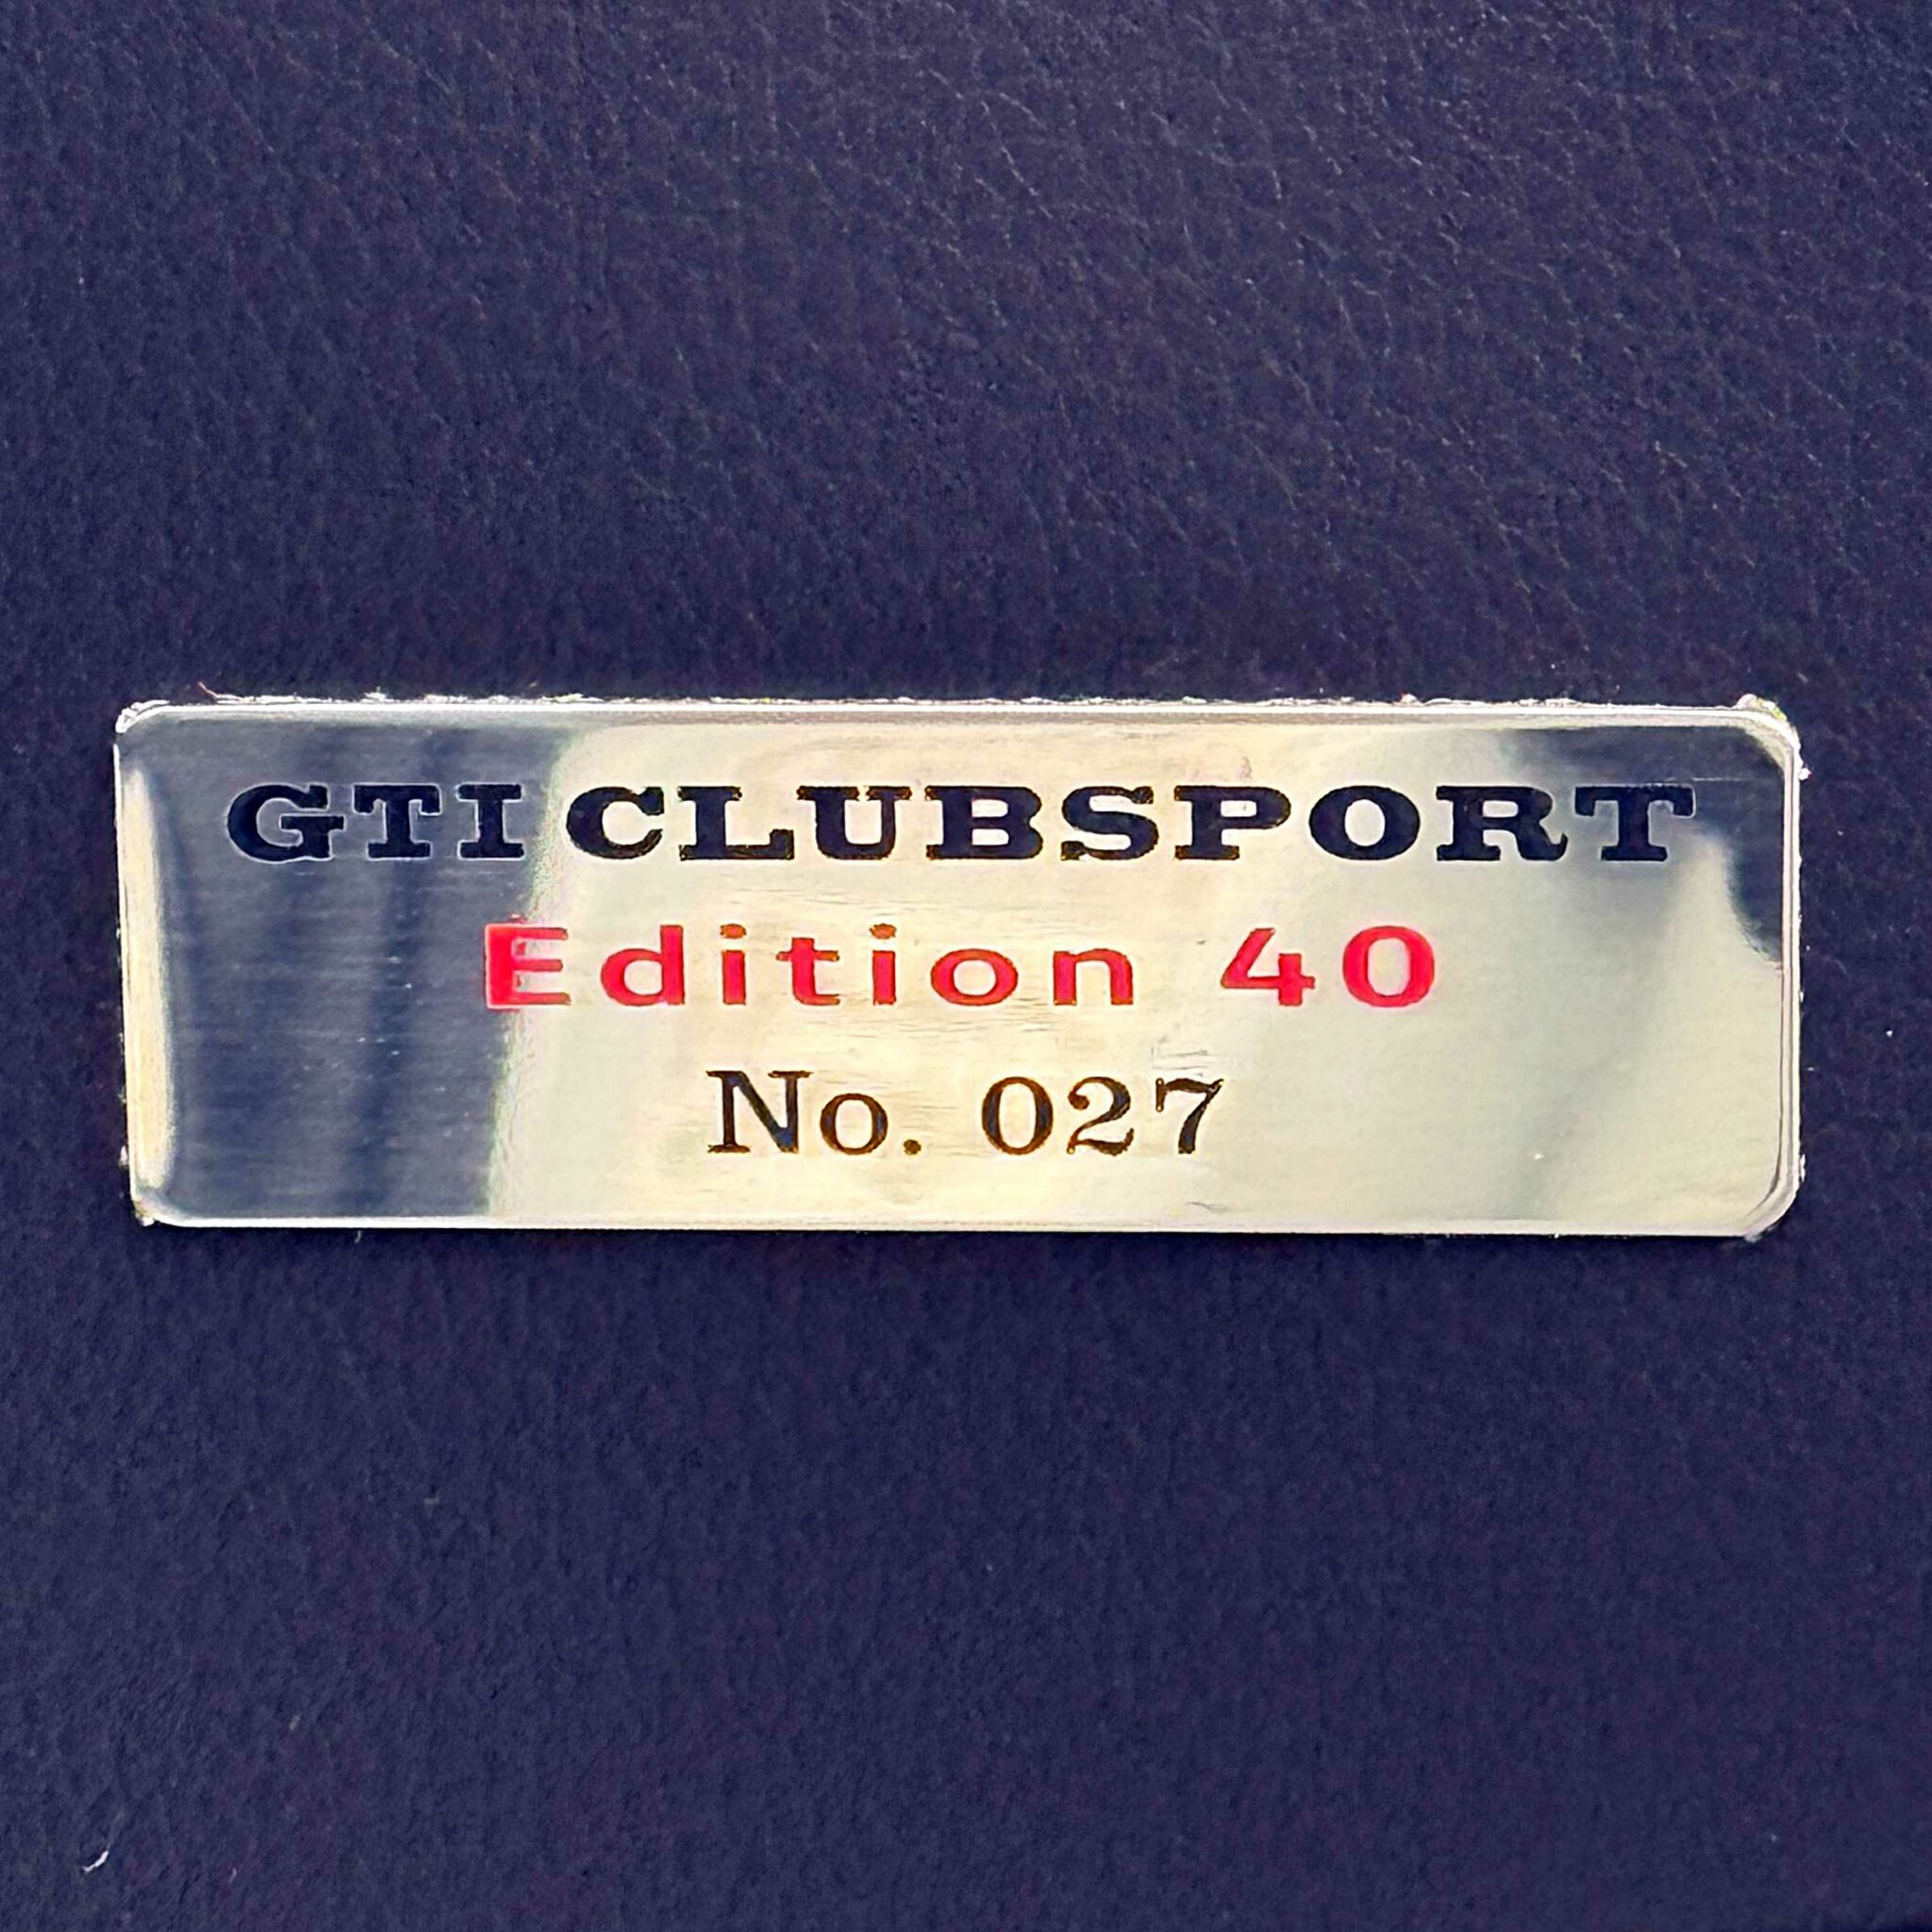 GTI CLUBSPORT
Edition 40
No. 027